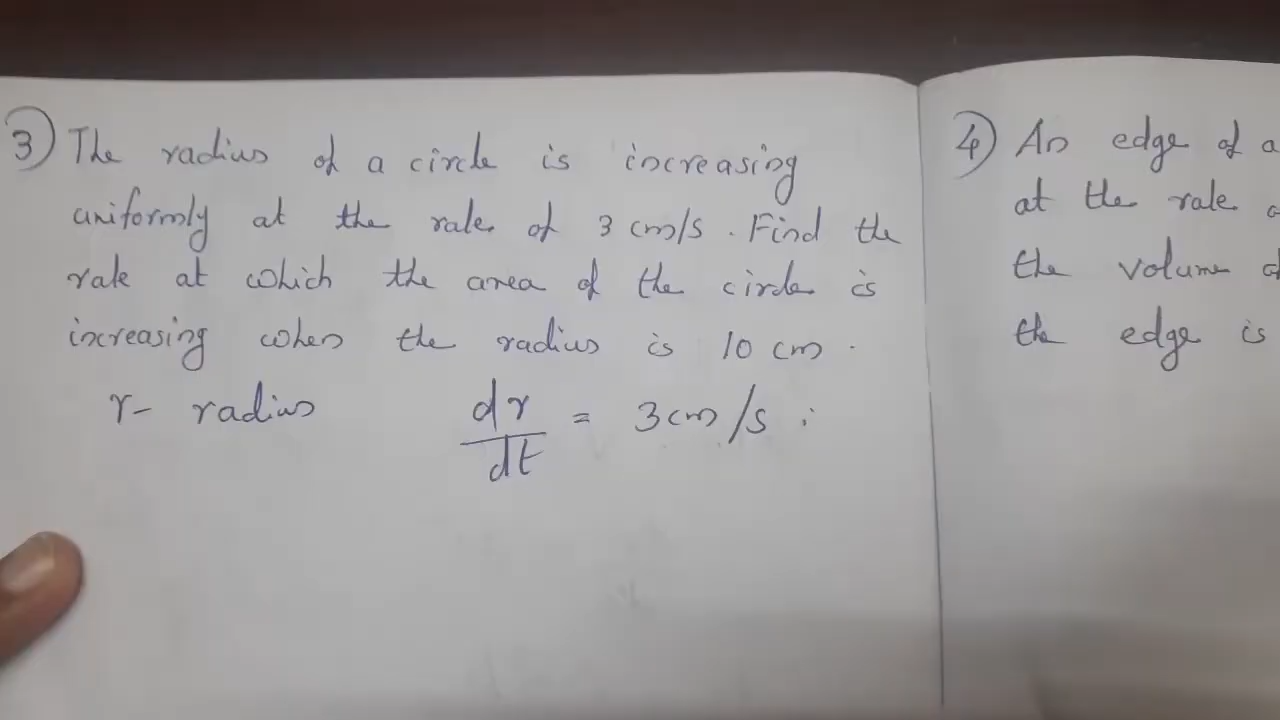 3) The radius of a circle is increasing
uniformly at the rate of 3 cm/s. Find the
rate at which the area of the circle is
increasing when the radius is 10 cm.
r- radius dr/dt = 3 cm/s ;
4) An edge of a
at the rate
the volume
the edge is